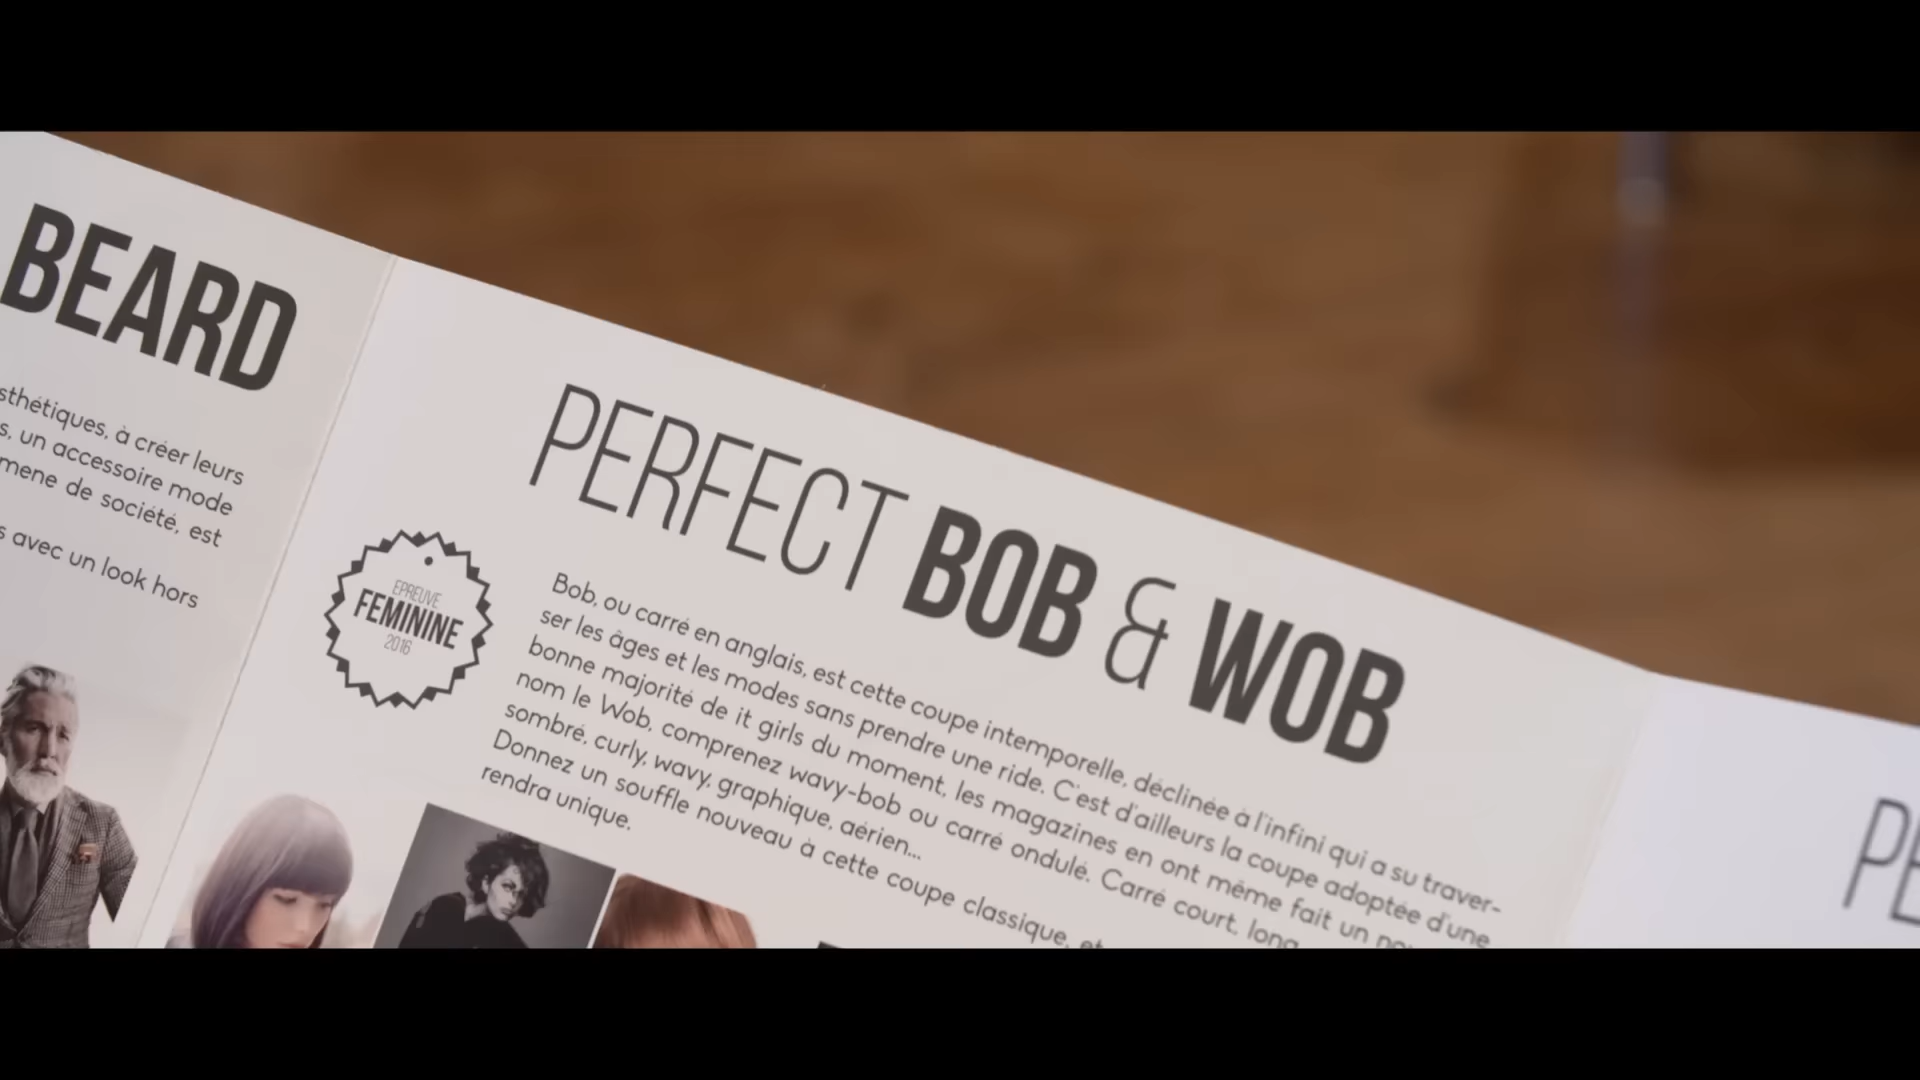 BEARD
sthétiques, à créer leurs
s, un accessoire mode
mene de société, est
s avec un look hors
PERFECT BOB & WOB
EPREUVE
FEMININE
2016
Bob, ou carré en anglais, est cette coupe intemporelle, déclinée à l'infini qui a su traver-
ser les âges et les modes sans prendre une ride. C'est d'ailleurs la coupe adoptée d'une
bonne majorité de it girls du moment, les magazines en ont même fait un
nom le Wob, comprenez wavy-bob ou carré ondulé. Carré court, long
sombré, curly, wavy, graphique, aérien...
Donnez un souffle nouveau à cette coupe classique, et
rendra unique.
PE